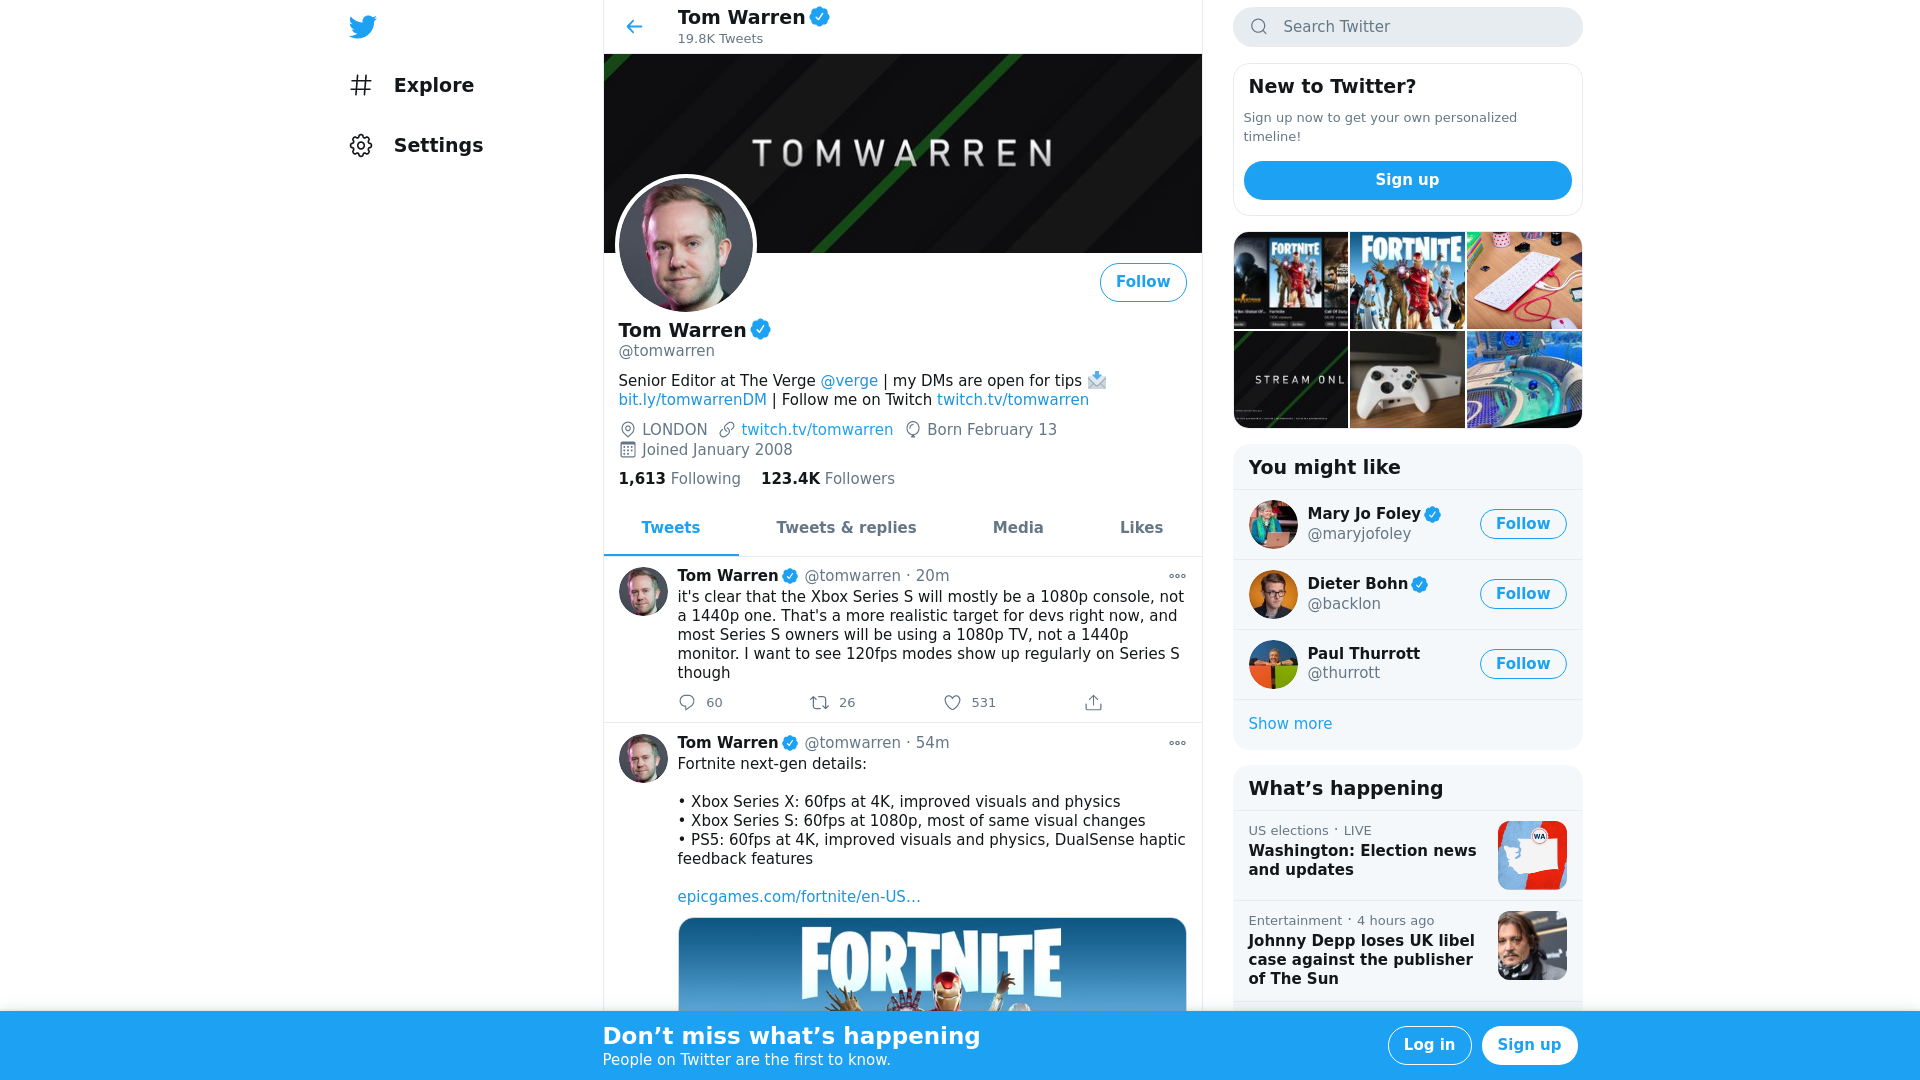 Tom Warren
19.8K Tweets
Search Twitter
Explore
Settings
TOMWARREN
Follow
Tom Warren
@tomwarren
Senior Editor at The Verge @verge | my DMs are open for tips
bit.ly/tomwarrenDM | Follow me on Twitch twitch.tv/tomwarren
LONDON twitch.tv/tomwarren Born February 13
Joined January 2008
1,613 Following 123.4K Followers
Tweets Tweets & replies Media Likes
Tom Warren @tomwarren · 20m
it's clear that the Xbox Series S will mostly be a 1080p console, not
a 1440p one. That's a more realistic target for devs right now, and
most Series S owners will be using a 1080p TV, not a 1440p
monitor. I want to see 120fps modes show up regularly on Series S
though
60 26 531
Tom Warren @tomwarren · 54m
Fortnite next-gen details:
• Xbox Series X: 60fps at 4K, improved visuals and physics
• Xbox Series S: 60fps at 1080p, most of same visual changes
• PS5: 60fps at 4K, improved visuals and physics, DualSense haptic
feedback features
epicgames.com/fortnite/en-US…
FORTNITE
New to Twitter?
Sign up now to get your own personalized
timeline!
Sign up
FORTNITE
FORTNITE
STREAM ONL
You might like
Mary Jo Foley
@maryjofoley
Follow
Dieter Bohn
@backlon
Follow
Paul Thurrott
@thurrott
Follow
Show more
What’s happening
US elections · LIVE
Washington: Election news
and updates
WA
Entertainment · 4 hours ago
Johnny Depp loses UK libel
case against the publisher
of The Sun
Don’t miss what’s happening
People on Twitter are the first to know.
Log in
Sign up